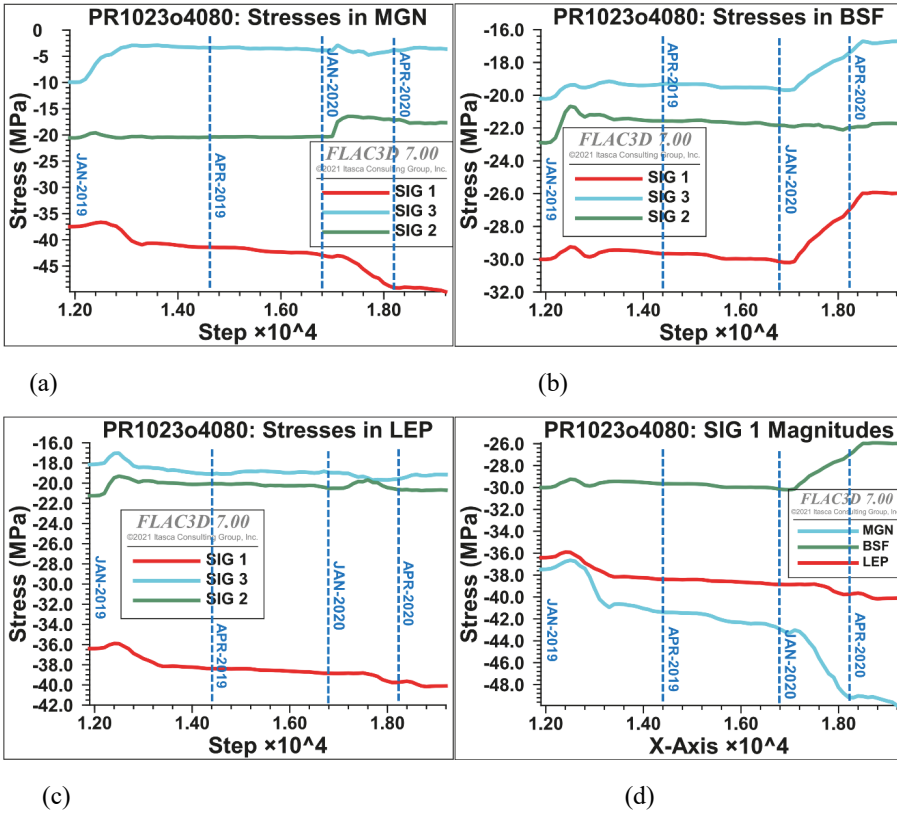 PR1023o4080: Stresses in MGN
0
-5
-10
-15
-20
-25
-30
-35
-40
-45
Stress (MPa)
JAN-2019
APR-2019
JAN-2020
APR-2020
FLAC3D 7.00
©2021 Itasca Consulting Group, Inc.
SIG 1
SIG 3
SIG 2
1.20 1.40 1.60 1.80
Step ×10^4
(a)
PR1023o4080: Stresses in BSF
-16.0
-18.0
-20.0
-22.0
-24.0
-26.0
-28.0
-30.0
-32.0
Stress (MPa)
JAN-2019
APR-2019
JAN-2020
APR-2020
FLAC3D 7.00
©2021 Itasca Consulting Group, Inc.
SIG 1
SIG 3
SIG 2
1.20 1.40 1.60 1.80
Step ×10^4
(b)
PR1023o4080: Stresses in LEP
-16.0
-18.0
-20.0
-22.0
-24.0
-26.0
-28.0
-30.0
-32.0
-34.0
-36.0
-38.0
-40.0
-42.0
Stress (MPa)
JAN-2019
APR-2019
JAN-2020
APR-2020
FLAC3D 7.00
©2021 Itasca Consulting Group, Inc.
SIG 1
SIG 3
SIG 2
1.20 1.40 1.60 1.80
Step ×10^4
(c)
PR1023o4080: SIG 1 Magnitudes
-26.0
-28.0
-30.0
-32.0
-34.0
-36.0
-38.0
-40.0
-42.0
-44.0
-46.0
-48.0
Stress (MPa)
JAN-2019
APR-2019
JAN-2020
APR-2020
FLAC3D 7.00
©2021 Itasca Consulting Group, Inc.
MGN
BSF
LEP
1.20 1.40 1.60 1.80
X-Axis ×10^4
(d)